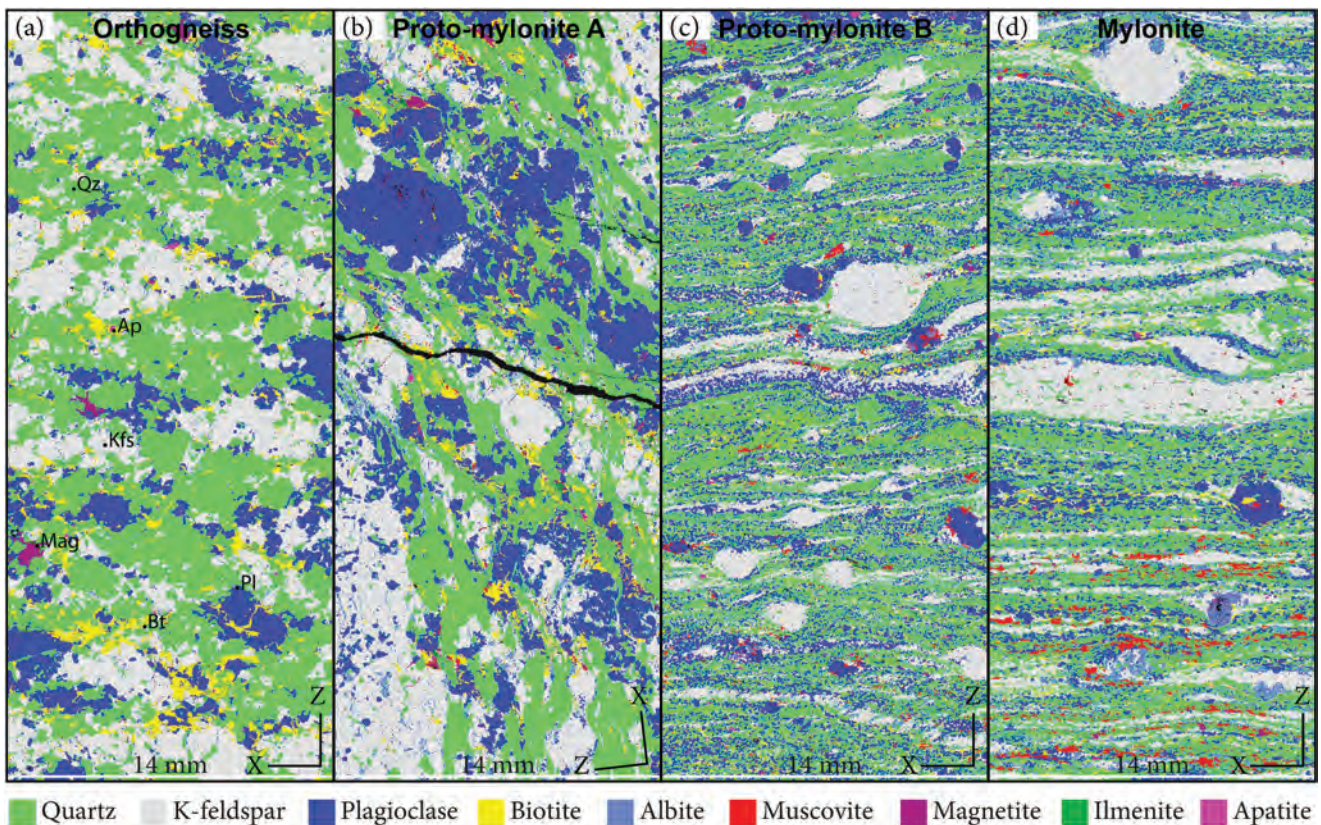 (a) Orthogneiss
(b) Proto-mylonite A
(c) Proto-mylonite B
(d) Mylonite
Qz
Ap
Kfs
Mag
Pl
Bt
Z
14 mm X
X
14 mm Z
Z
14 mm X
Z
14 mm X
Quartz K-feldspar Plagioclase Biotite Albite Muscovite Magnetite Ilmenite Apatite